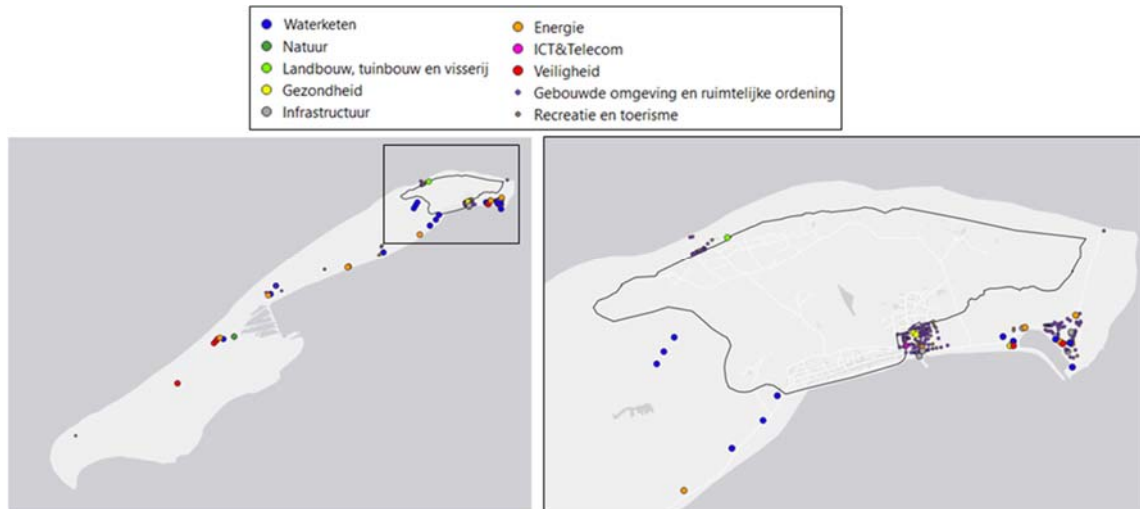 Waterketen
Natuur
Landbouw, tuinbouw en visserij
Gezondheid
Infrastructuur
Energie
ICT&Telecom
Veiligheid
Gebouwde omgeving en ruimtelijke ordening
Recreatie en toerisme